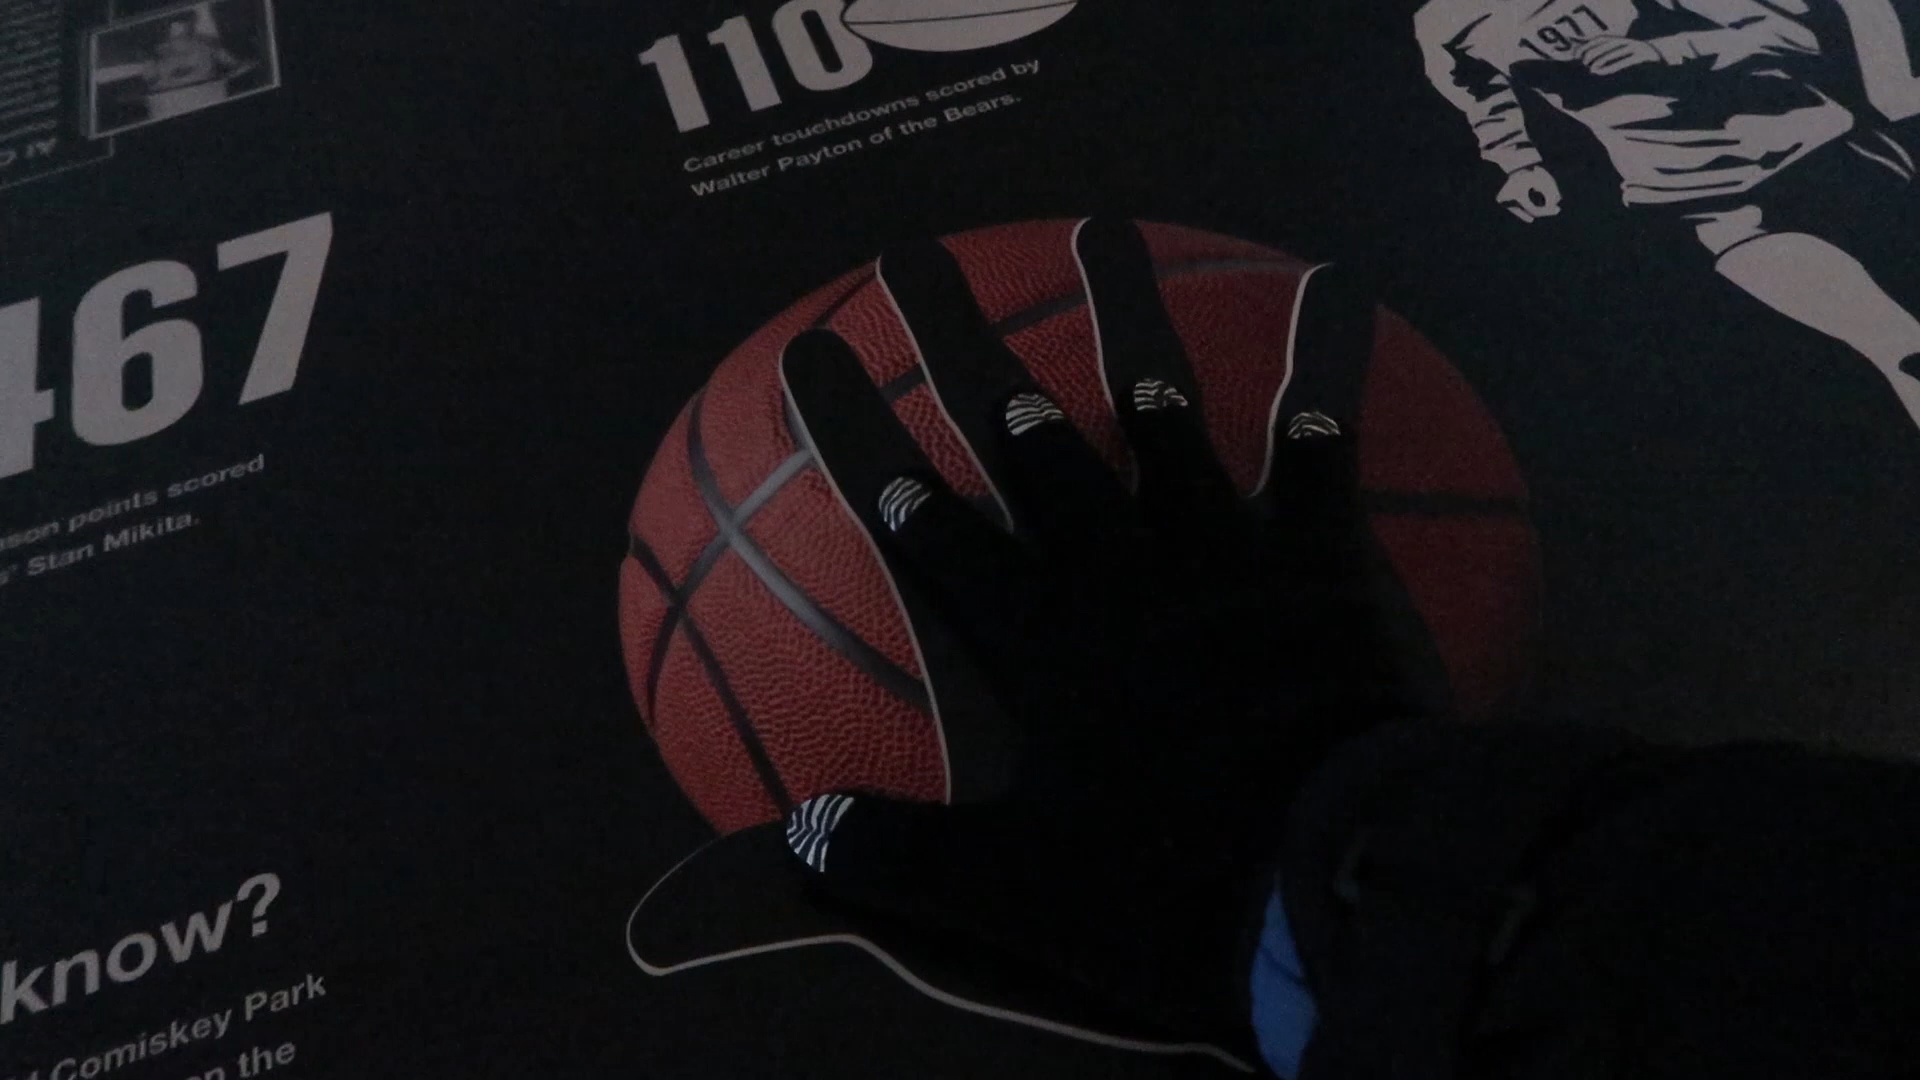 110
Career touchdowns scored by
Walter Payton of the Bears.
1977
467
points scored
Stan Mikita.
know?
Comiskey Park
on the